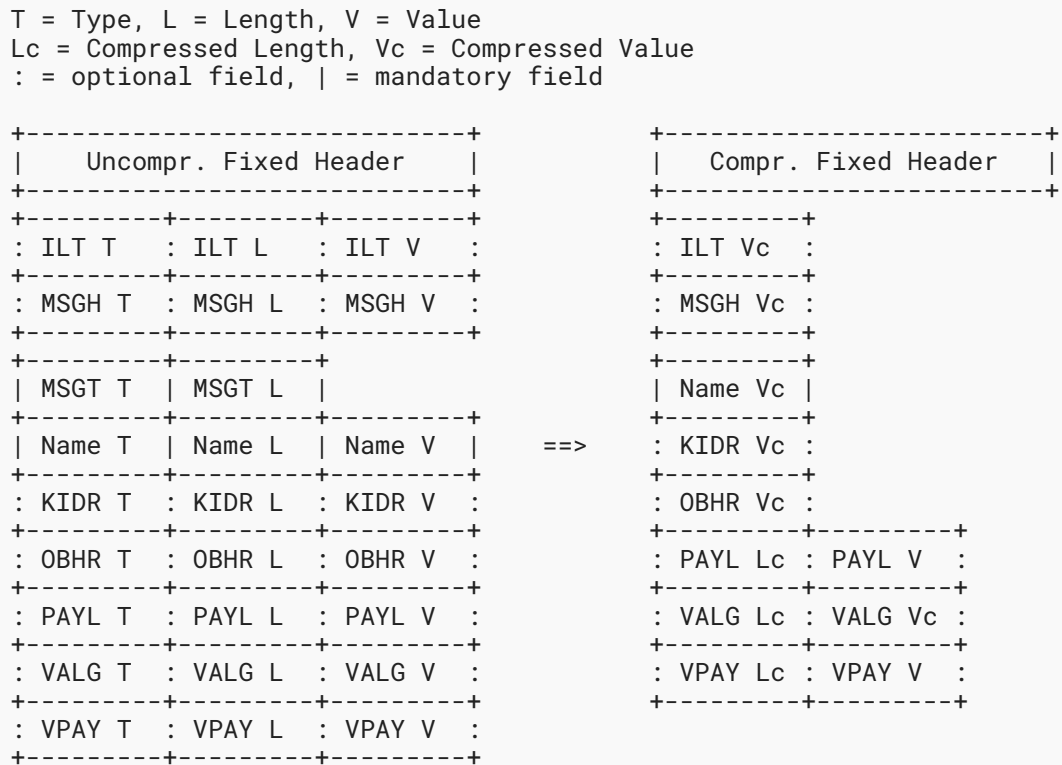 T = Type, L = Length, V = Value
Lc = Compressed Length, Vc = Compressed Value
: = optional field, | = mandatory field

+-----------------------------+           +-------------------------+
|    Uncompr. Fixed Header    |           |   Compr. Fixed Header   |
+-----------------------------+           +-------------------------+
+---------+---------+---------+           +---------+
: ILT T   : ILT L   : ILT V   :           : ILT Vc  :
+---------+---------+---------+           +---------+
: MSGH T  : MSGH L  : MSGH V  :           : MSGH Vc :
+---------+---------+---------+           +---------+
+---------+---------+                     +---------+
| MSGT T  | MSGT L  |                     | Name Vc |
+---------+---------+---------+           +---------+
| Name T  | Name L  | Name V  |    ==>    : KIDR Vc :
+---------+---------+---------+           +---------+
: KIDR T  : KIDR L  : KIDR V  :           : OBHR Vc :
+---------+---------+---------+           +---------+---------+
: OBHR T  : OBHR L  : OBHR V  :           : PAYL Lc : PAYL V  :
+---------+---------+---------+           +---------+---------+
: PAYL T  : PAYL L  : PAYL V  :           : VALG Lc : VALG Vc :
+---------+---------+---------+           +---------+---------+
: VALG T  : VALG L  : VALG V  :           : VPAY Lc : VPAY V  :
+---------+---------+---------+           +---------+---------+
: VPAY T  : VPAY L  : VPAY V  :
+---------+---------+---------+